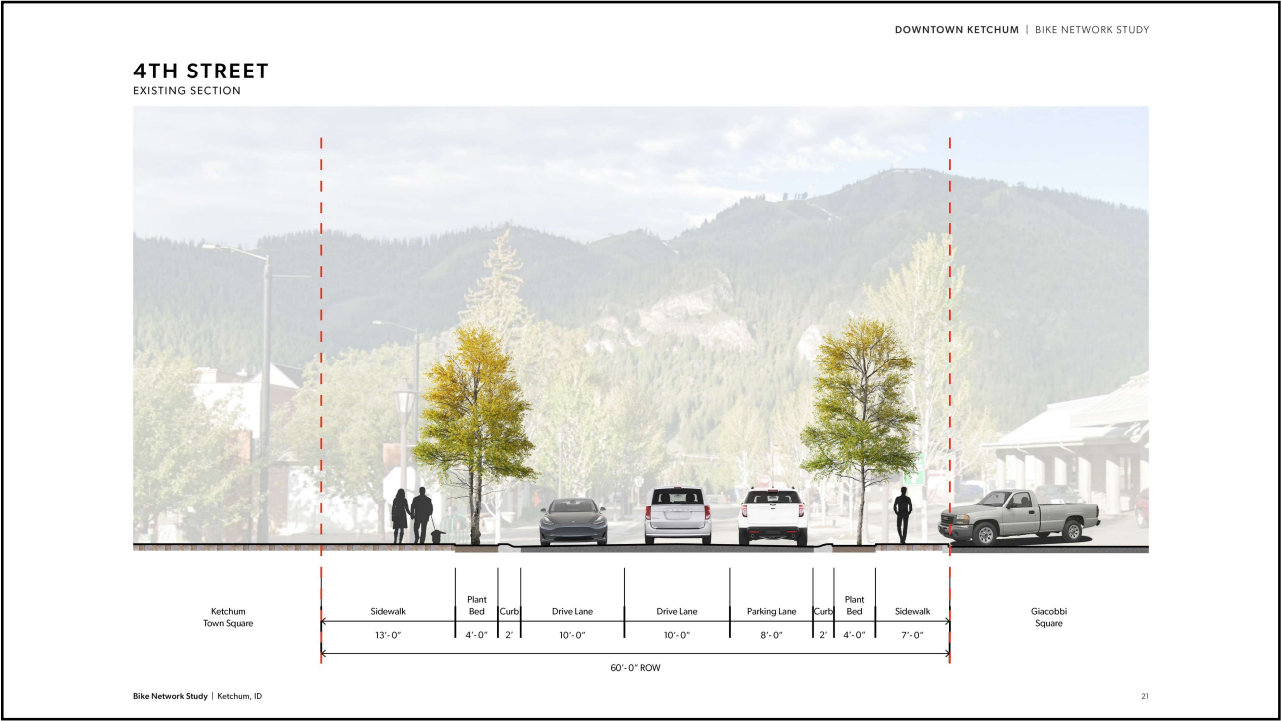 DOWNTOWN KETCHUM | BIKE NETWORK STUDY
4TH STREET
EXISTING SECTION
Ketchum
Town Square
Sidewalk
13'-0"
Plant
Bed
4'-0"
Curb
2'
Drive Lane
10'-0"
Drive Lane
10'-0"
Parking Lane
8'-0"
Curb
2'
Plant
Bed
4'-0"
Sidewalk
7'-0"
Giacobbi
Square
60'-0" ROW
Bike Network Study | Ketchum, ID
21